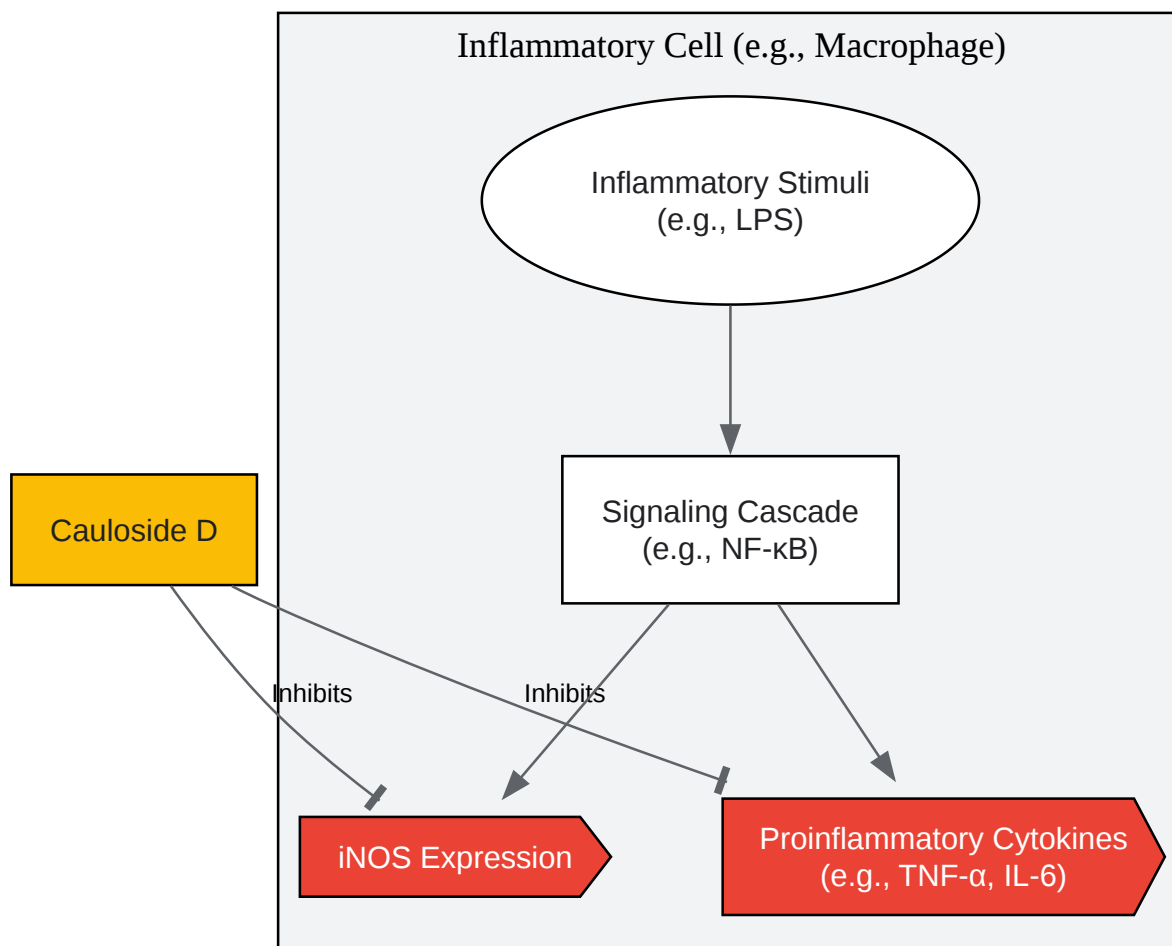 Inflammatory Cell (e.g., Macrophage)
Inflammatory Stimuli
(e.g., LPS)
Signaling Cascade
(e.g., NF-κB)
Cauloside D
Inhibits
Inhibits
iNOS Expression
Proinflammatory Cytokines
(e.g., TNF-α, IL-6)